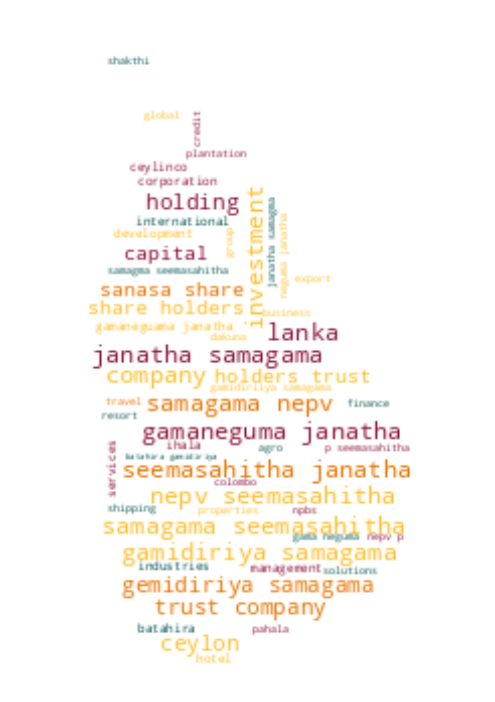 shakthi
global
credit
plantation
ceylinco
corporation
holding
investment
international
janatha samagma
neguma janatha
development
group
capital
samagma seemasahitha
export
sanasa share
share holders
business
gamaneguama janatha
lanka
dakuna
janatha samagama
company
holders trust
gamidiriiya samagama
travel
samagama nepv
finance
resort
gamaneguma janatha
services
ihala
agro
p seemasahitha
batahira gamidiriya
seemasahitha janatha
colombo
nepv seemasahitha
shipping
properties
npbs
samagama seemasahitha
gama neguma
nepv p
gamidiriya samagama
industries
management
solutions
gemidiriya samagama
trust company
batahira
pahala
ceylon
hotel